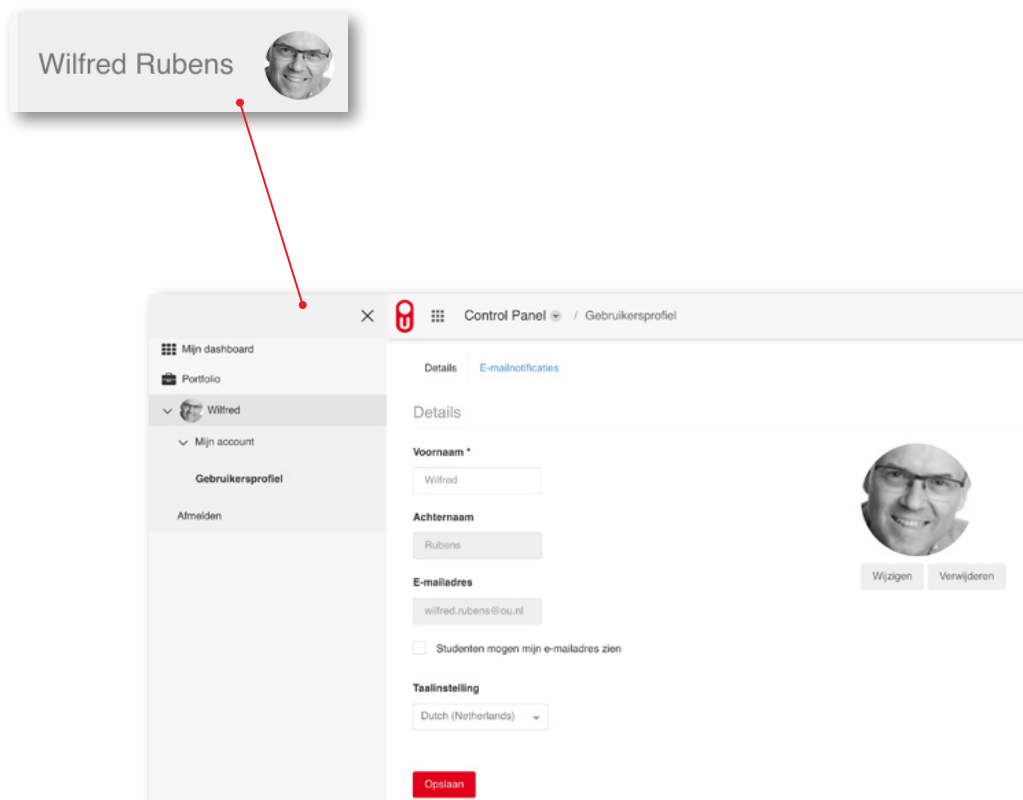 Wilfred Rubens
Control Panel / Gebruikersprofiel
Mijn dashboard
Portfolio
Wilfred
Mijn account
Gebruikersprofiel
Afmelden
Details E-mailnotificaties
Details
Voornaam *
Wilfred
Achternaam
Rubens
E-mailadres
wilfred.rubens@ou.nl
Studenten mogen mijn e-mailadres zien
Taalinstelling
Dutch (Netherlands)
Opslaan
Wijzigen Verwijderen